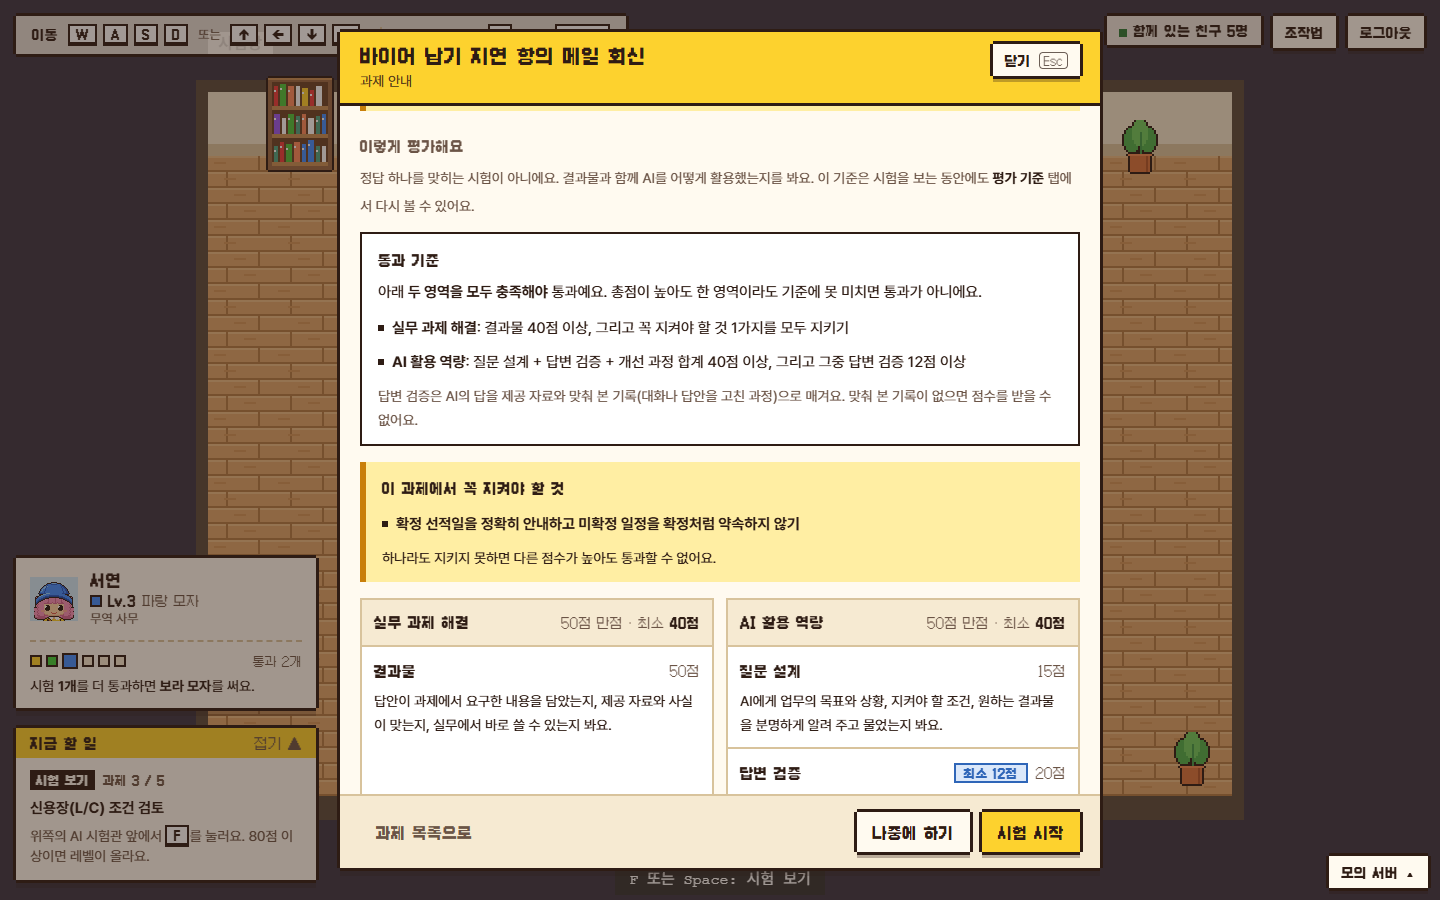 이동 W A S D 또는 ↑ ← ↓
함께 있는 친구 5명
조작법
로그아웃
바이어 납기 지연 항의 메일 회신
과제 안내
닫기 Esc
이렇게 평가해요
정답 하나를 맞히는 시험이 아니에요. 결과물과 함께 AI를 어떻게 활용했는지를 봐요. 이 기준은 시험을 보는 동안에도 평가 기준 탭에
서 다시 볼 수 있어요.
통과 기준
아래 두 영역을 모두 충족해야 통과예요. 총점이 높아도 한 영역이라도 기준에 못 미치면 통과가 아니에요.
실무 과제 해결: 결과물 40점 이상, 그리고 꼭 지켜야 할 것 1가지를 모두 지키기
AI 활용 역량: 질문 설계 + 답변 검증 + 개선 과정 합계 40점 이상, 그리고 그중 답변 검증 12점 이상
답변 검증은 AI의 답을 제공 자료와 맞춰 본 기록(대화나 답안을 고친 과정)으로 매겨요. 맞춰 본 기록이 없으면 점수를 받을 수
없어요.
이 과제에서 꼭 지켜야 할 것
확정 선적일을 정확히 안내하고 미확정 일정을 확정처럼 약속하지 않기
하나라도 지키지 못하면 다른 점수가 높아도 통과할 수 없어요.
실무 과제 해결 50점 만점 · 최소 40점
결과물 50점
답안이 과제에서 요구한 내용을 담았는지, 제공 자료와 사실
이 맞는지, 실무에서 바로 쓸 수 있는지 봐요.
AI 활용 역량 50점 만점 · 최소 40점
질문 설계 15점
AI에게 업무의 목표와 상황, 지켜야 할 조건, 원하는 결과물
을 분명하게 알려 주고 물었는지 봐요.
답변 검증 최소 12점 20점
과제 목록으로
나중에 하기
시험 시작
서연
Lv.3 파랑 모자
무역 사무
통과 2개
시험 1개를 더 통과하면 보라 모자를 써요.
지금 할 일 접기 ▲
시험 보기 과제 3 / 5
신용장(L/C) 조건 검토
위쪽의 AI 시험관 앞에서 F 를 눌러요. 80점 이
상이면 레벨이 올라요.
F 또는 Space: 시험 보기
모의 서버 ▲